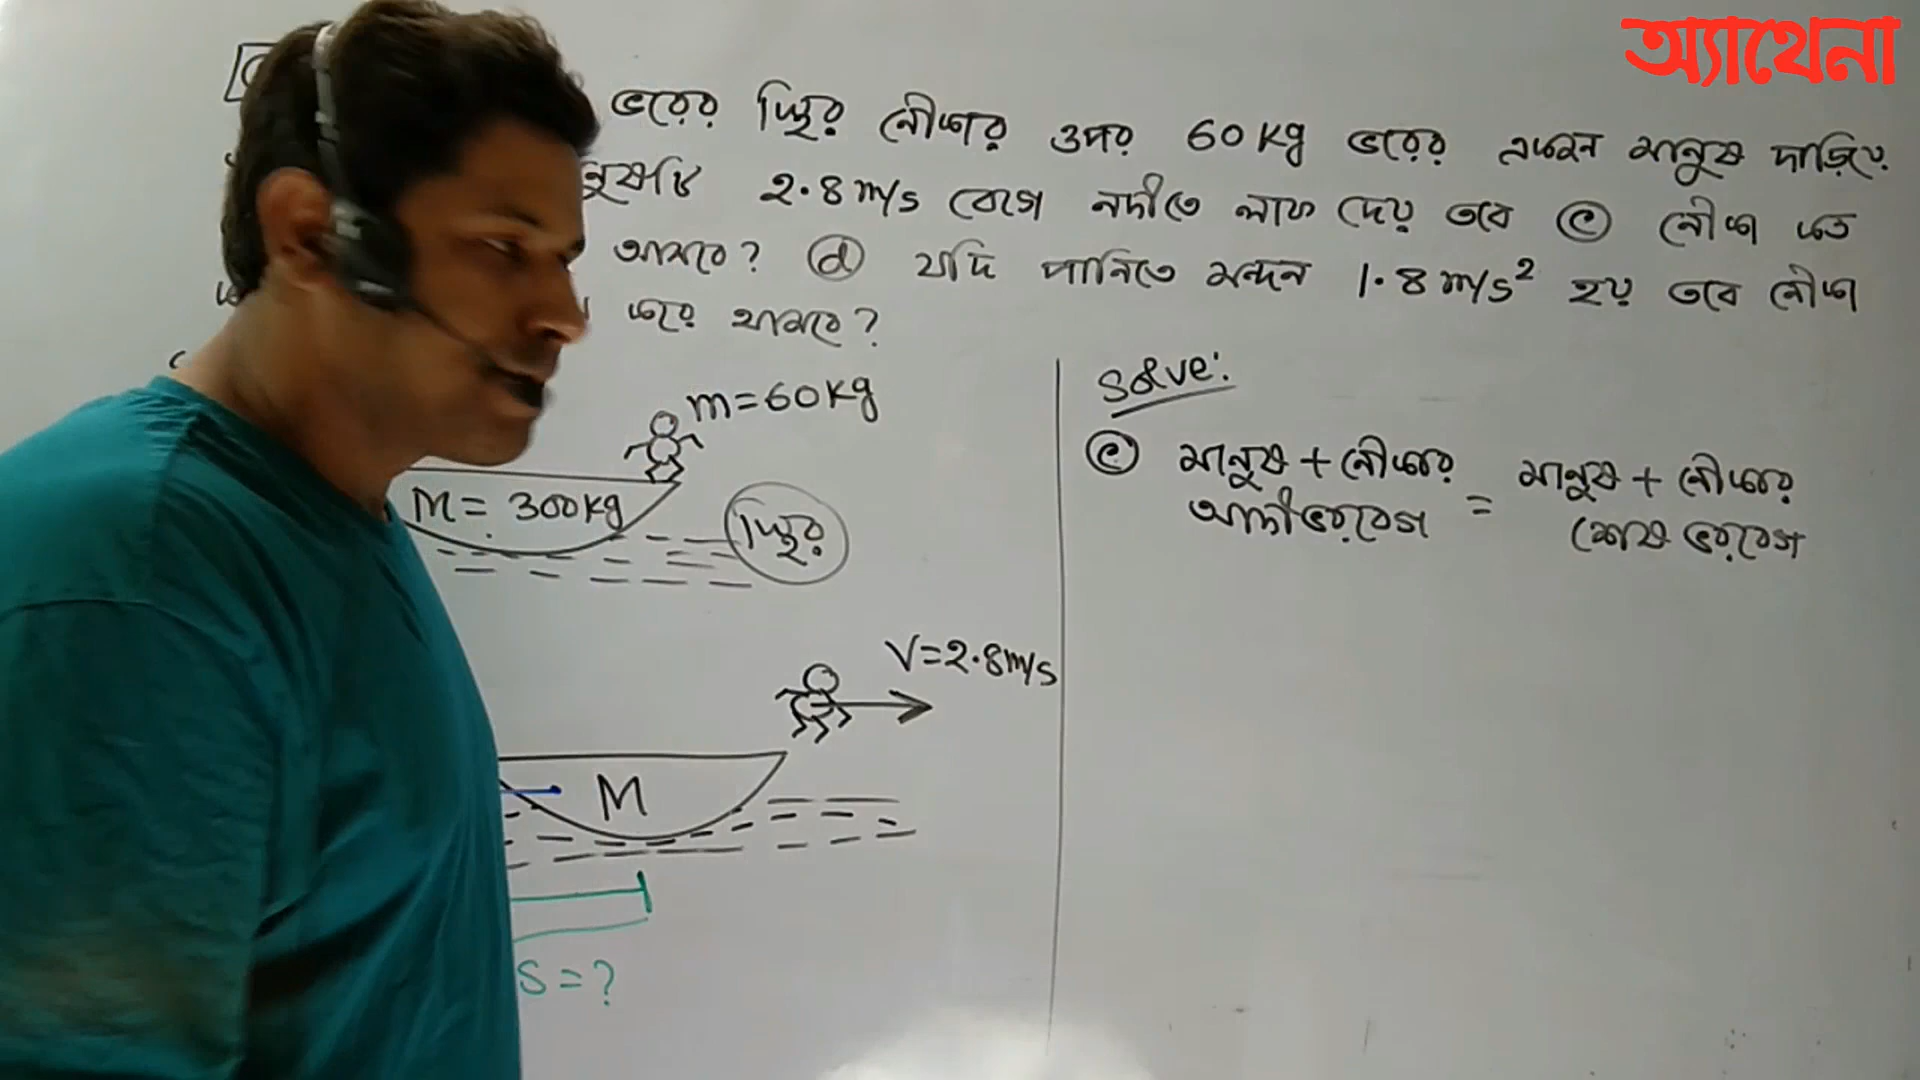 অ্যাথেনা
ভরের স্থির নৌকার ওপর 60 kg ভরের একজন মানুষ দাড়িয়ে
2.8 m/s বেগে নদীতে লাফ দেয় তবে c নৌকা কত
আসবে? d যদি পানিতে মন্দন 1.8 m/s² হয় তবে নৌকা
থামবে?
m = 60 kg
M = 300 kg
স্থির
V = 2.8 m/s
M
S = ?
Solve:
c মানুষ + নৌকার = মানুষ + নৌকার
আদীভরবেগ শেষ ভরবেগ